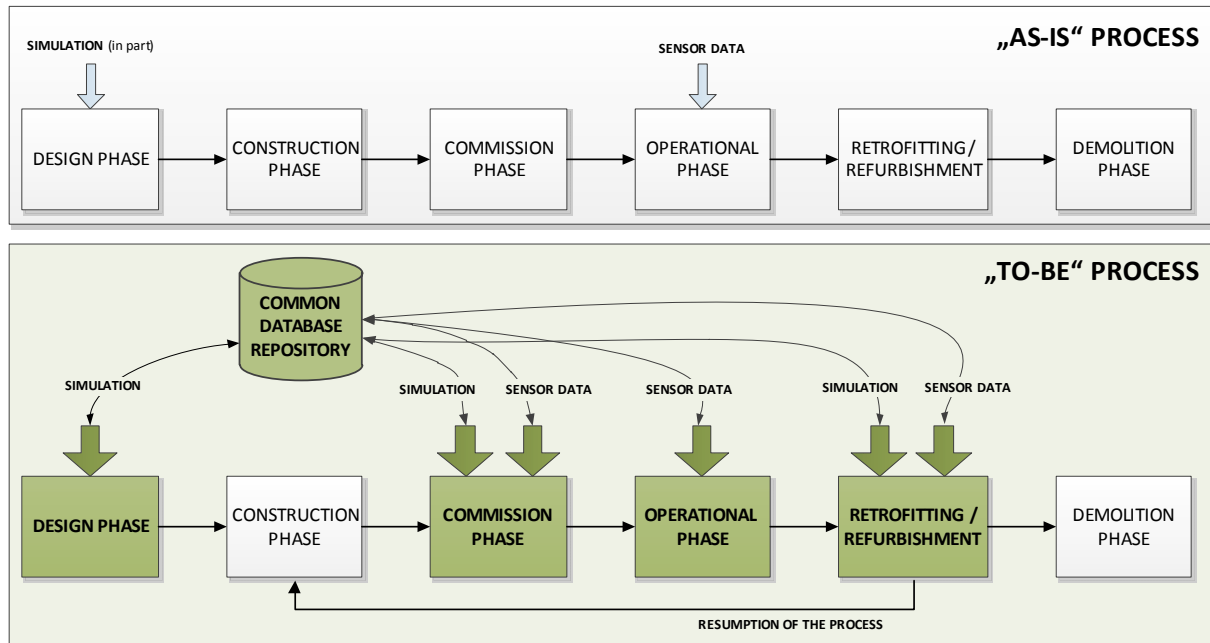 „AS-IS“ PROCESS
SIMULATION (in part)
SENSOR DATA
DESIGN PHASE
CONSTRUCTION
PHASE
COMMISSION
PHASE
OPERATIONAL
PHASE
RETROFITTING /
REFURBISHMENT
DEMOLITION
PHASE
„TO-BE“ PROCESS
COMMON
DATABASE
REPOSITORY
SIMULATION
SIMULATION
SENSOR DATA
SENSOR DATA
SIMULATION
SENSOR DATA
DESIGN PHASE
CONSTRUCTION
PHASE
COMMISSION
PHASE
OPERATIONAL
PHASE
RETROFITTING /
REFURBISHMENT
DEMOLITION
PHASE
RESUMPTION OF THE PROCESS